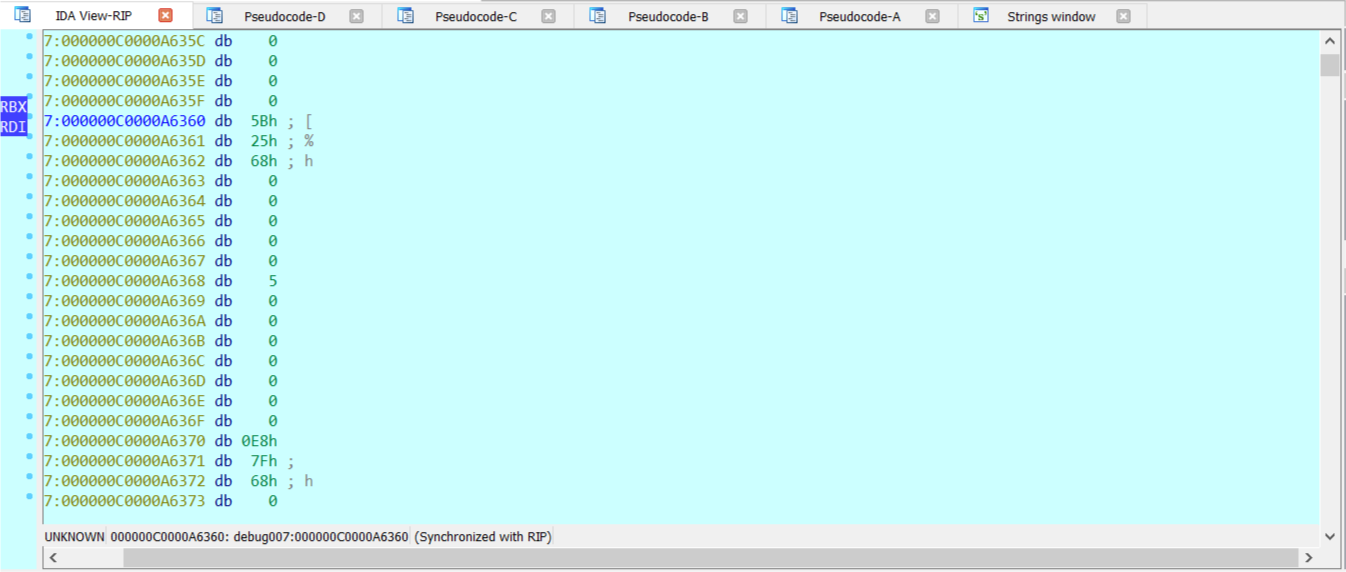 IDA View-RIP Pseudocode-D Pseudocode-C Pseudocode-B Pseudocode-A 's' Strings window
7:000000C0000A635C db 0
7:000000C0000A635D db 0
7:000000C0000A635E db 0
7:000000C0000A635F db 0
RBX
7:000000C0000A6360 db 5Bh ; [
RDI
7:000000C0000A6361 db 25h ; %
7:000000C0000A6362 db 68h ; h
7:000000C0000A6363 db 0
7:000000C0000A6364 db 0
7:000000C0000A6365 db 0
7:000000C0000A6366 db 0
7:000000C0000A6367 db 0
7:000000C0000A6368 db 5
7:000000C0000A6369 db 0
7:000000C0000A636A db 0
7:000000C0000A636B db 0
7:000000C0000A636C db 0
7:000000C0000A636D db 0
7:000000C0000A636E db 0
7:000000C0000A636F db 0
7:000000C0000A6370 db 0E8h
7:000000C0000A6371 db 7Fh ;
7:000000C0000A6372 db 68h ; h
7:000000C0000A6373 db 0
UNKNOWN 000000C0000A6360: debug007:000000C0000A6360 (Synchronized with RIP)